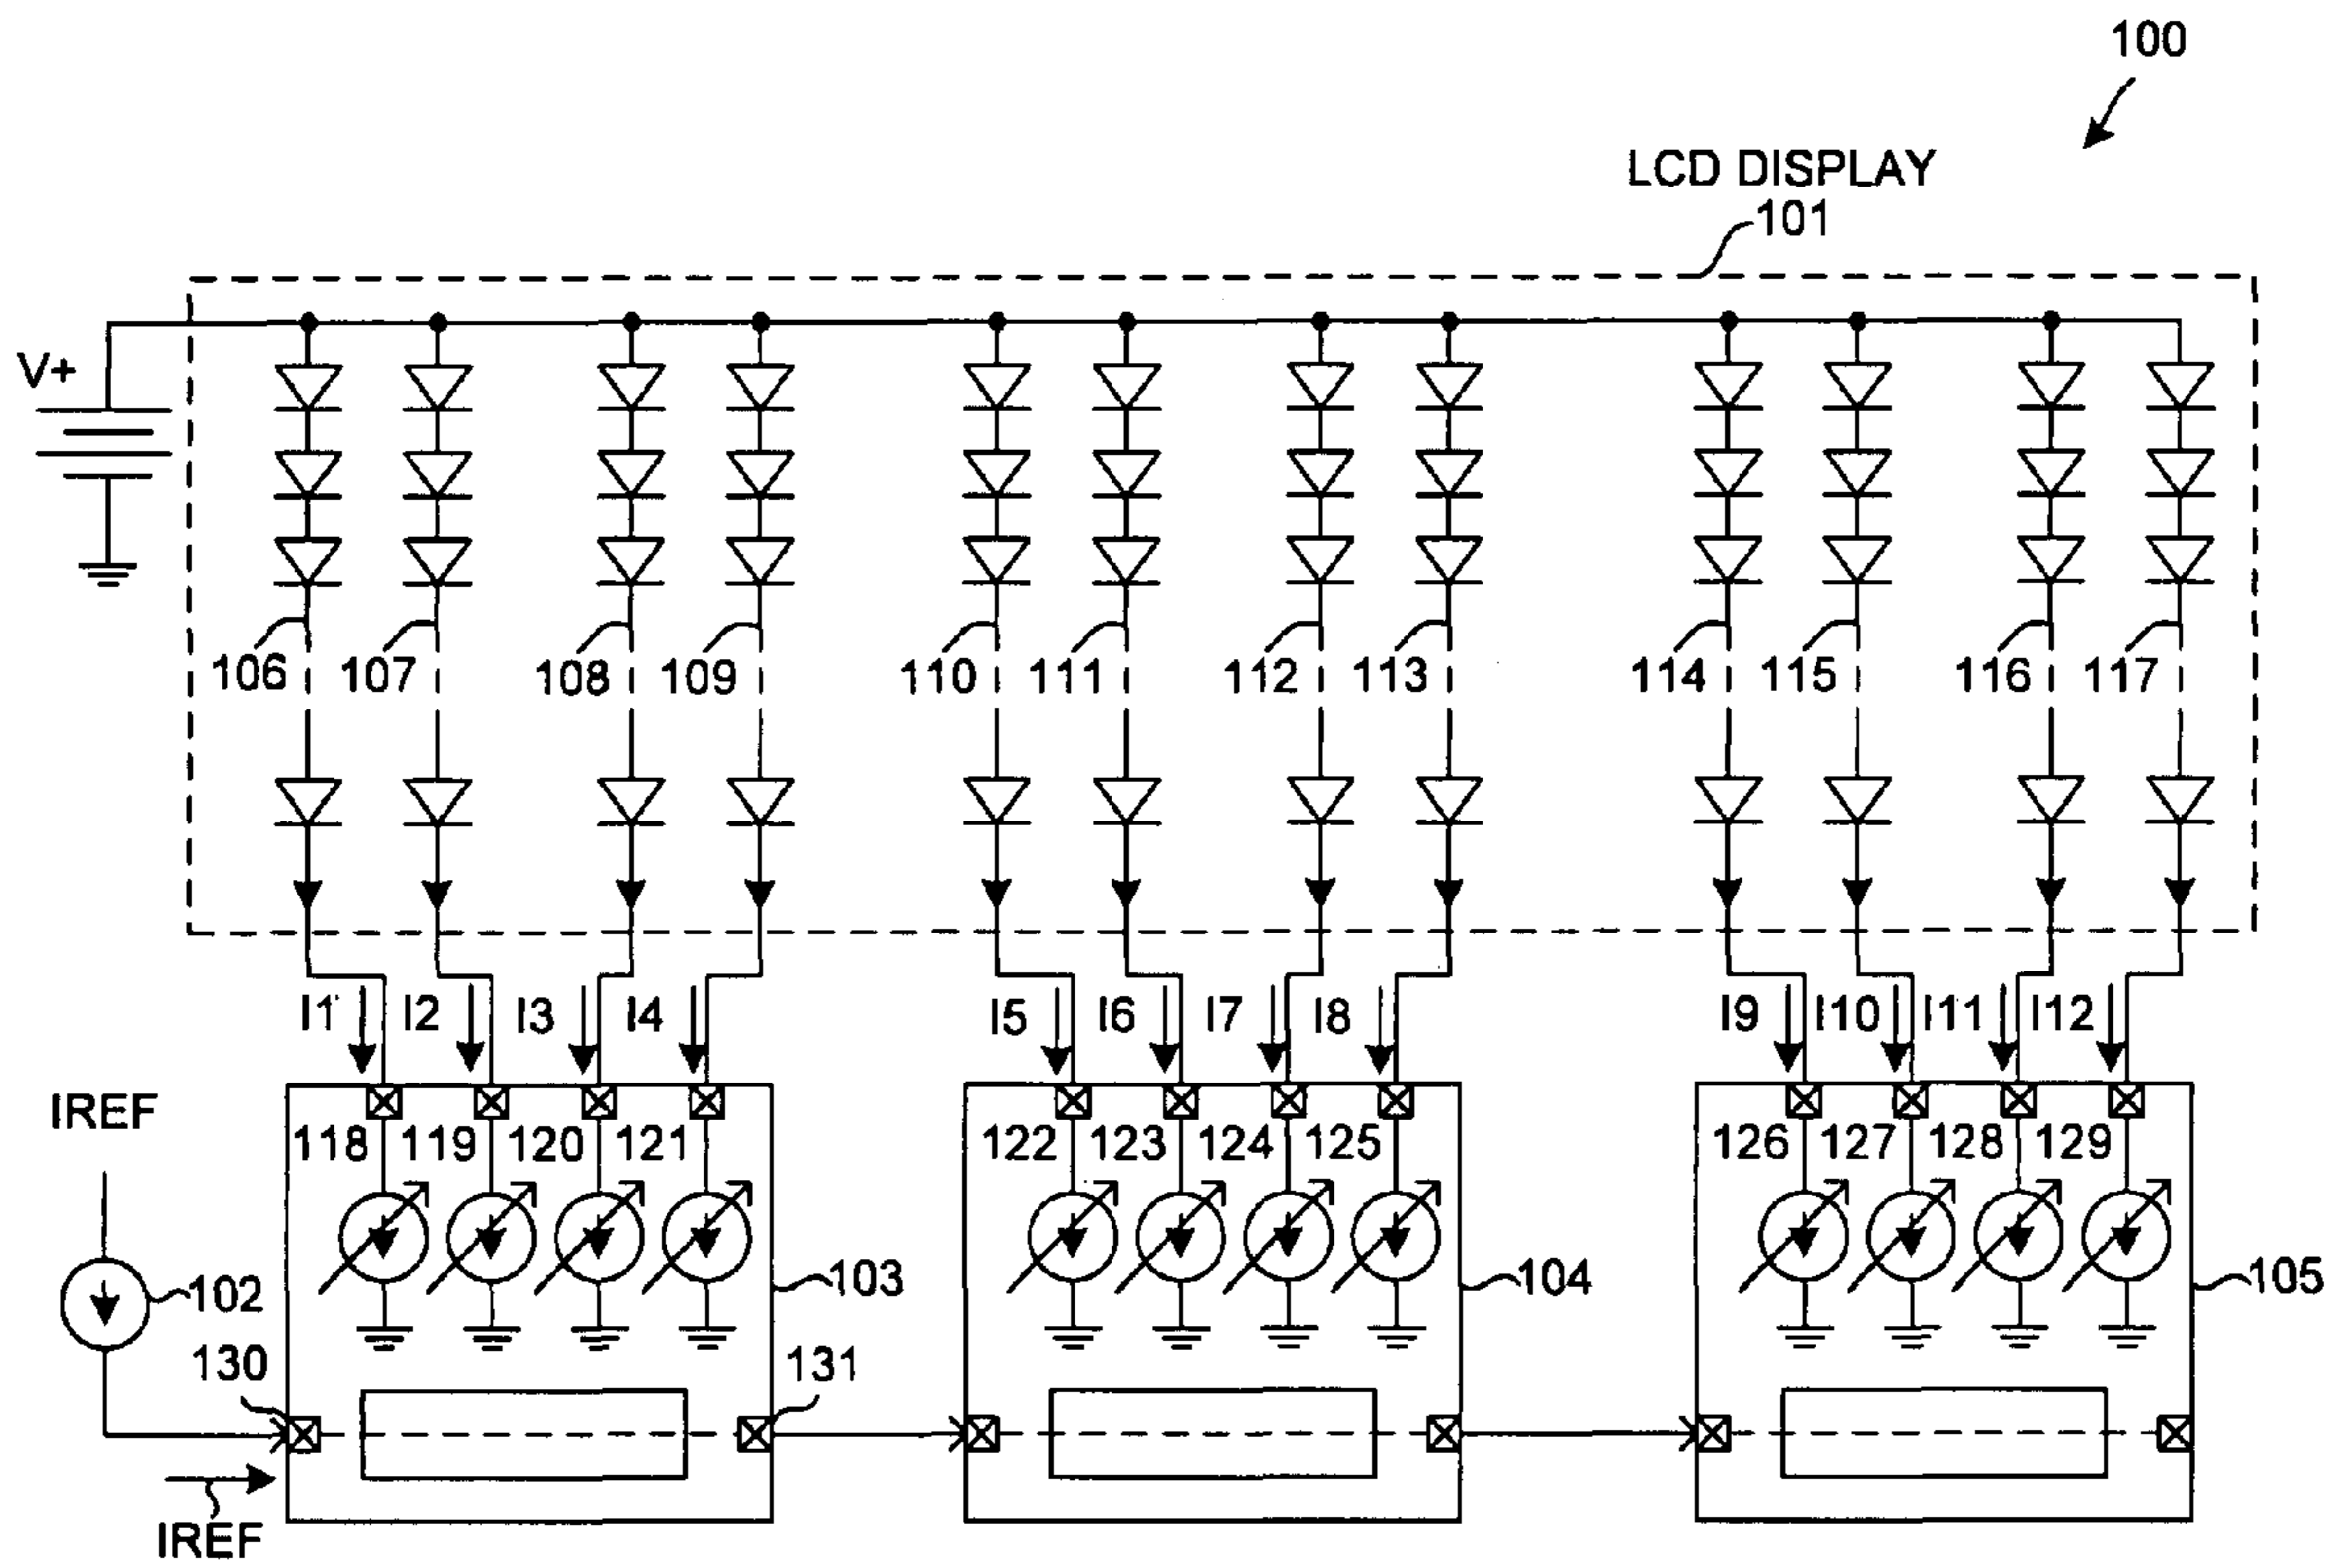 100
LCD DISPLAY
101
V+
106 107 108 109 110 111 112 113 114 115 116 117
I1 I2 I3 I4 I5 I6 I7 I8 I9 I10 I11 I12
IREF
118 119 120 121 122 123 124 125 126 127 128 129
102 103 104 105
130 131
IREF